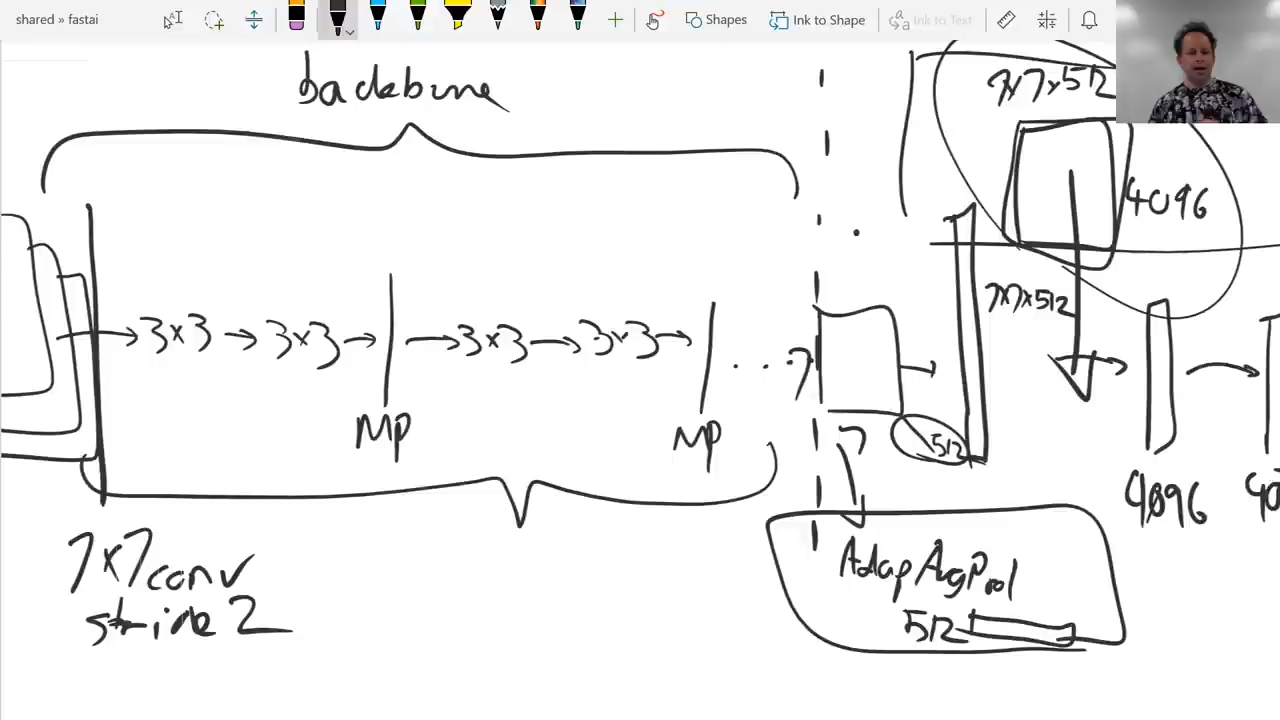 shared » fastai
Shapes
Ink to Shape
Ink to Text
backbone
7x7x512
4096
3x3 → 3x3 → → 3x3 → 3x3 → ... 7
7x7x512
MP
MP
7
512
4096
7x7 conv
stride 2
AdapAvgPool
512